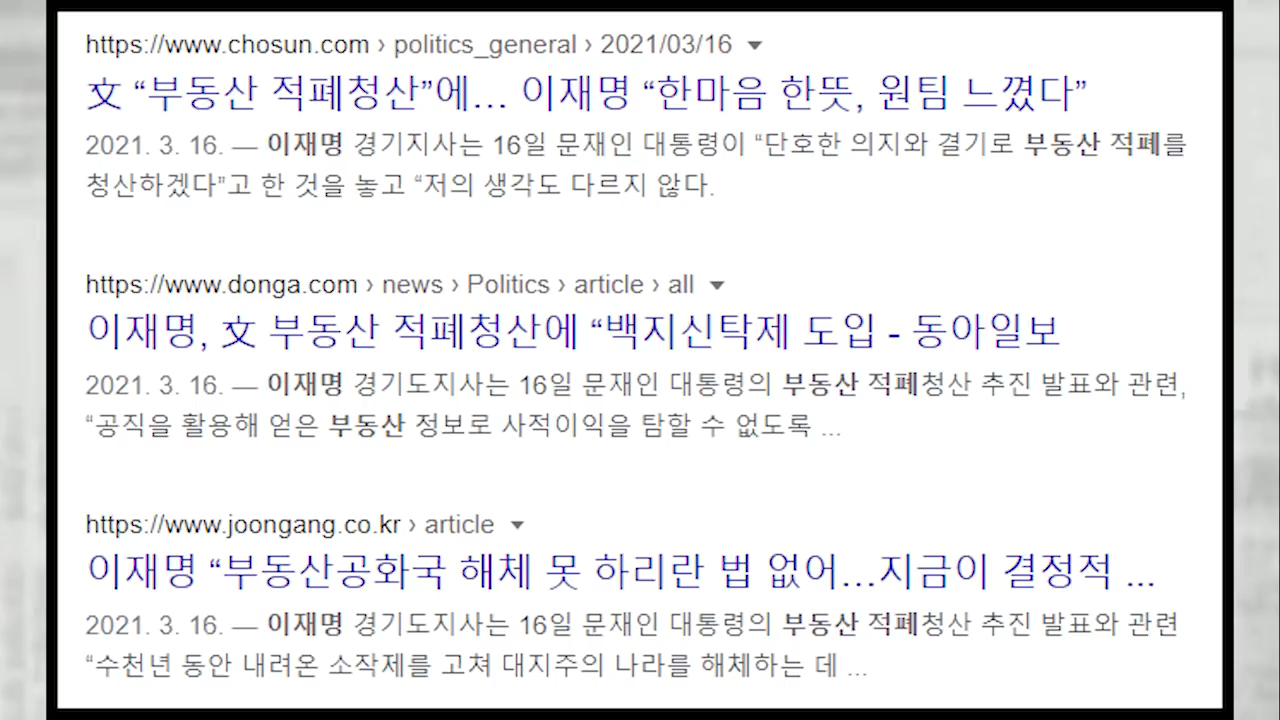 https://www.chosun.com › politics_general › 2021/03/16
文 “부동산 적폐청산”에... 이재명 “한마음 한뜻, 원팀 느꼈다”
2021. 3. 16. — 이재명 경기지사는 16일 문재인 대통령이 “단호한 의지와 결기로 부동산 적폐를
청산하겠다”고 한 것을 놓고 “저의 생각도 다르지 않다.
https://www.donga.com › news › Politics › article › all
이재명, 文 부동산 적폐청산에 “백지신탁제 도입 - 동아일보
2021. 3. 16. — 이재명 경기도지사는 16일 문재인 대통령의 부동산 적폐청산 추진 발표와 관련,
“공직을 활용해 얻은 부동산 정보로 사적이익을 탐할 수 없도록 ...
https://www.joongang.co.kr › article
이재명 “부동산공화국 해체 못 하리란 법 없어...지금이 결정적 ...
2021. 3. 16. — 이재명 경기도지사는 16일 문재인 대통령의 부동산 적폐청산 추진 발표와 관련
“수천년 동안 내려온 소작제를 고쳐 대지주의 나라를 해체하는 데 ...